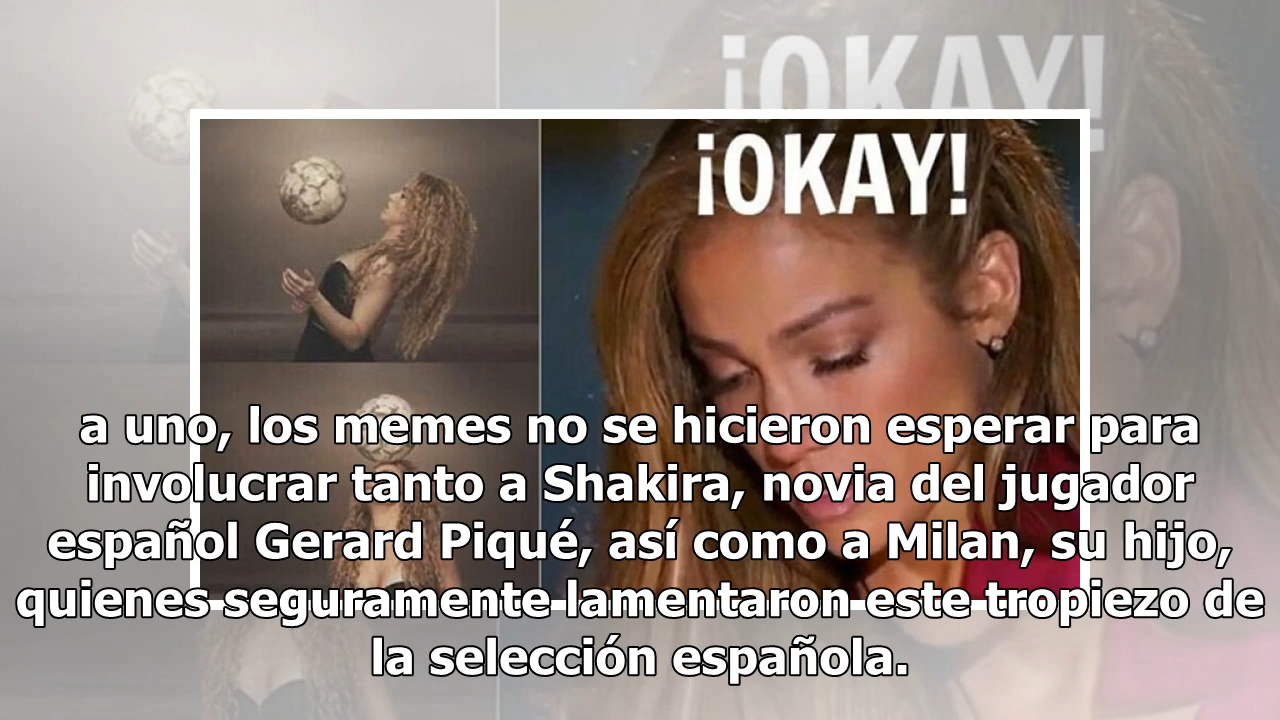 ¡OKAY!
¡OKAY!
a uno, los memes no se hicieron esperar para
involucrar tanto a Shakira, novia del jugador
español Gerard Piqué, así como a Milan, su hijo,
quienes seguramente lamentaron este tropiezo de
la selección española.